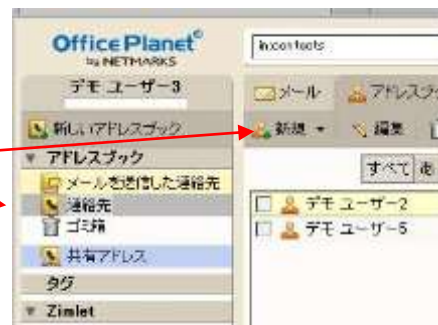 Office Planet®
by NETMARKS
in:contacts
デモ ユーザー3
メール
アドレスブ
新しいアドレスブック
新規
編集
アドレスブック
すべて
あ
メールを送信した連絡先
連絡先
ゴミ箱
共有アドレス
デモ ユーザー2
デモ ユーザー5
タグ
Zimlet